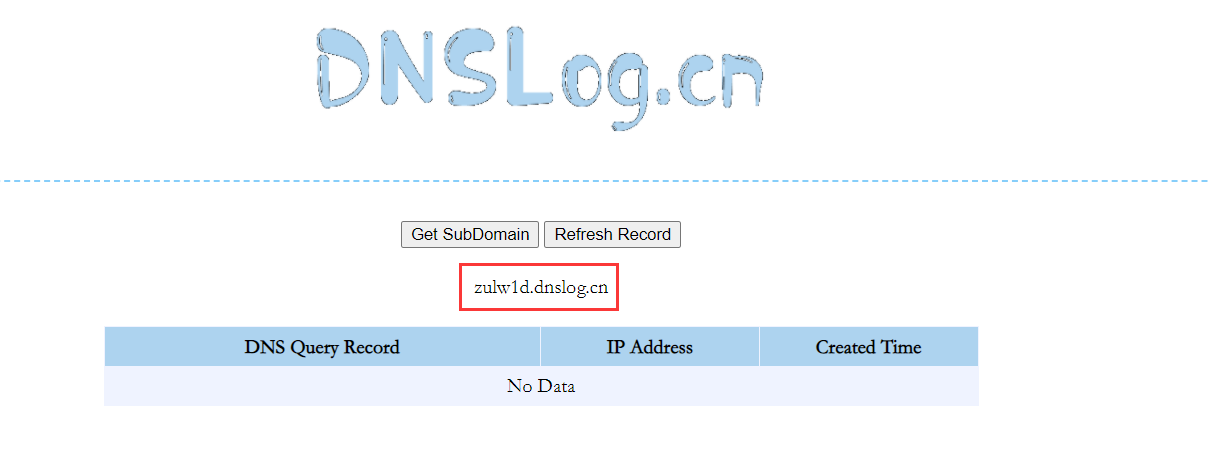 DNSLog.cn
Get SubDomain Refresh Record
zulw1d.dnslog.cn
DNS Query Record IP Address Created Time
No Data